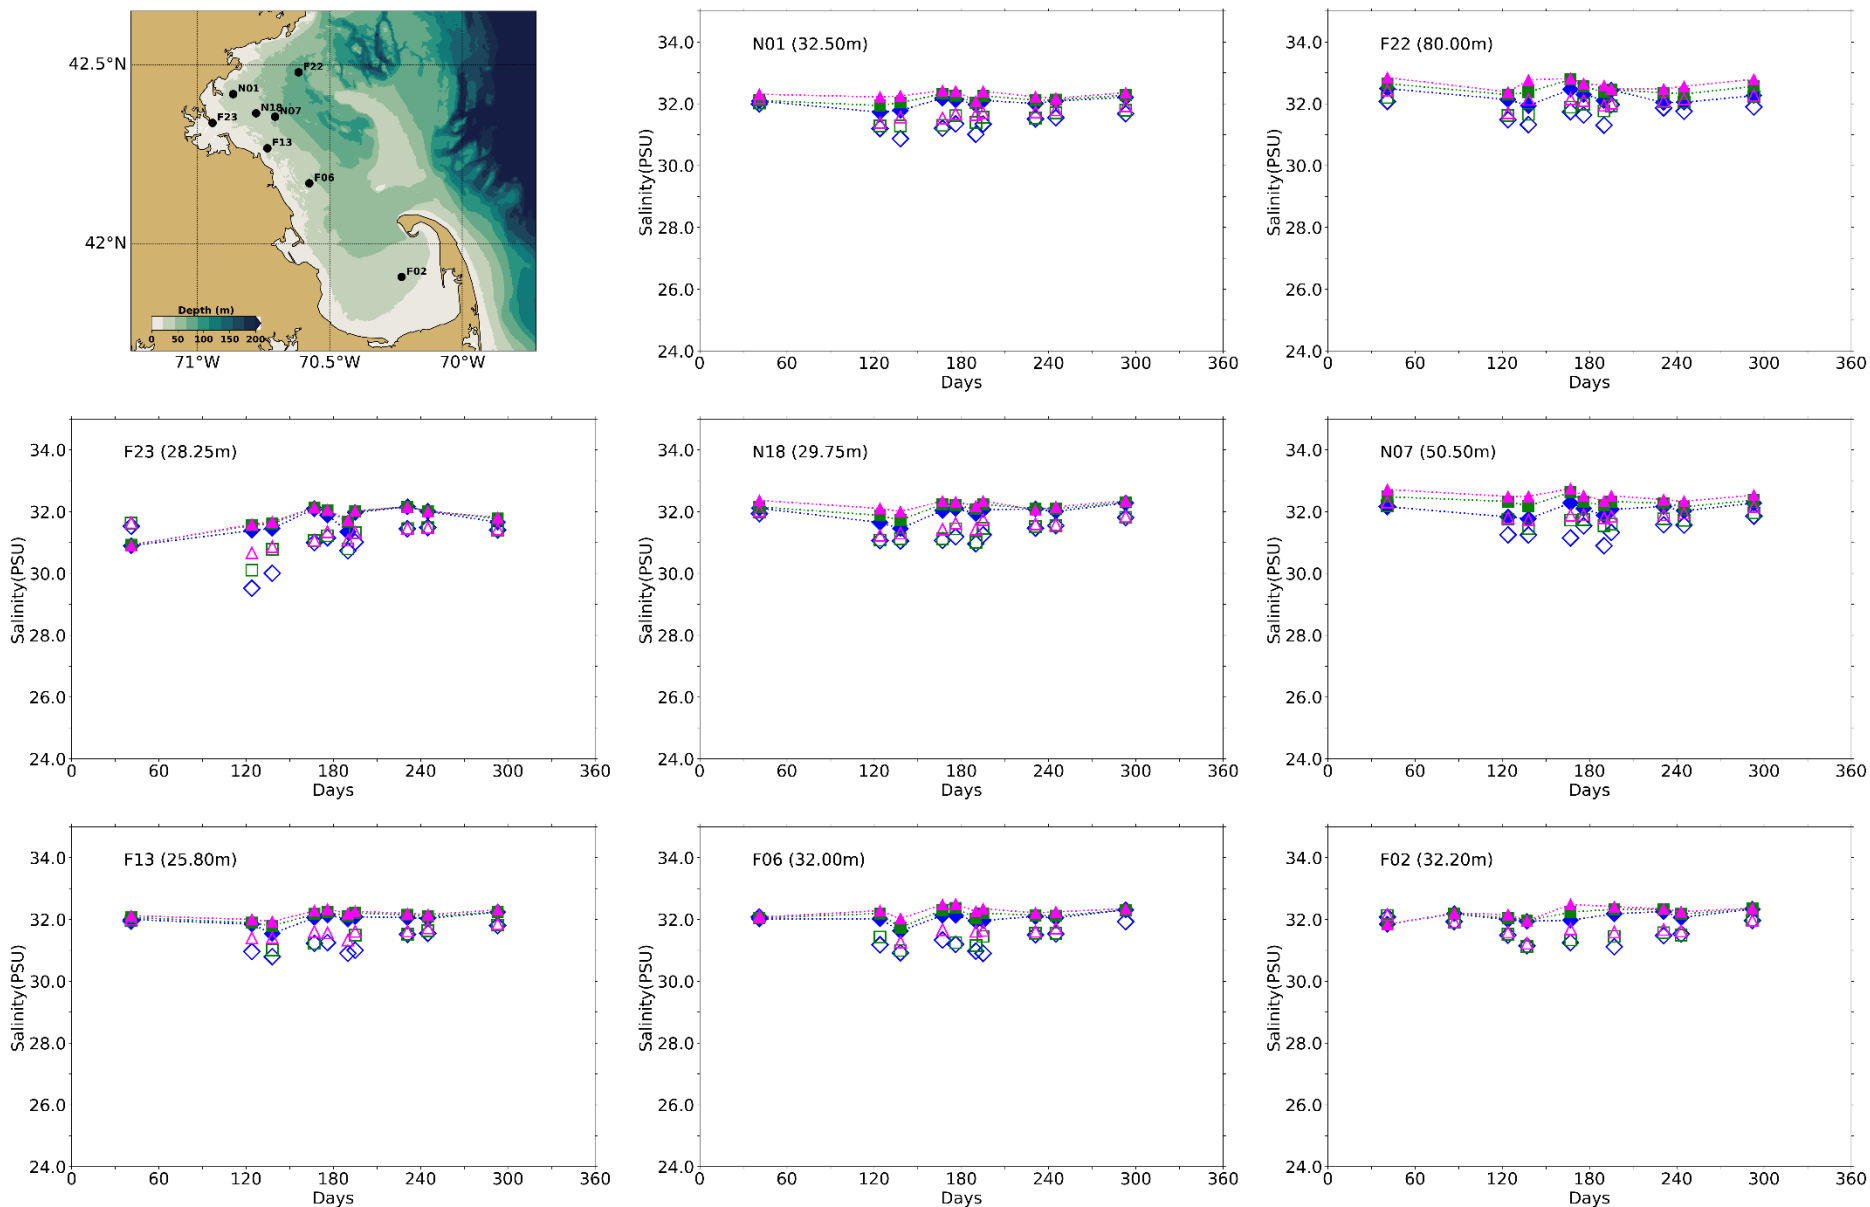 42.5°N
42°N
71°W
70.5°W
70°W
F22
N01
N18
N07
F23
F13
F06
F02
Depth (m)
0 50 100 150 200
N01 (32.50m)
Salinity(PSU)
34.0
32.0
30.0
28.0
26.0
24.0
0 60 120 180 240 300 360
Days
F22 (80.00m)
Salinity(PSU)
34.0
32.0
30.0
28.0
26.0
24.0
0 60 120 180 240 300 360
Days
F23 (28.25m)
Salinity(PSU)
34.0
32.0
30.0
28.0
26.0
24.0
0 60 120 180 240 300 360
Days
N18 (29.75m)
Salinity(PSU)
34.0
32.0
30.0
28.0
26.0
24.0
0 60 120 180 240 300 360
Days
N07 (50.50m)
Salinity(PSU)
34.0
32.0
30.0
28.0
26.0
24.0
0 60 120 180 240 300 360
Days
F13 (25.80m)
Salinity(PSU)
34.0
32.0
30.0
28.0
26.0
24.0
0 60 120 180 240 300 360
Days
F06 (32.00m)
Salinity(PSU)
34.0
32.0
30.0
28.0
26.0
24.0
0 60 120 180 240 300 360
Days
F02 (32.20m)
Salinity(PSU)
34.0
32.0
30.0
28.0
26.0
24.0
0 60 120 180 240 300 360
Days